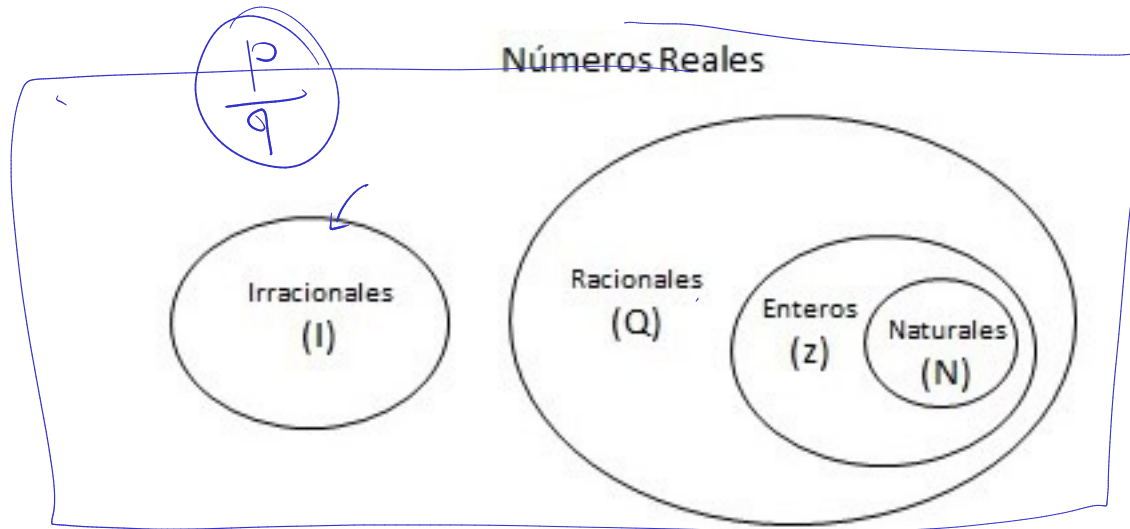 p
q
Números Reales
Irracionales
(I)
Racionales
(Q)
Enteros
(z)
Naturales
(N)